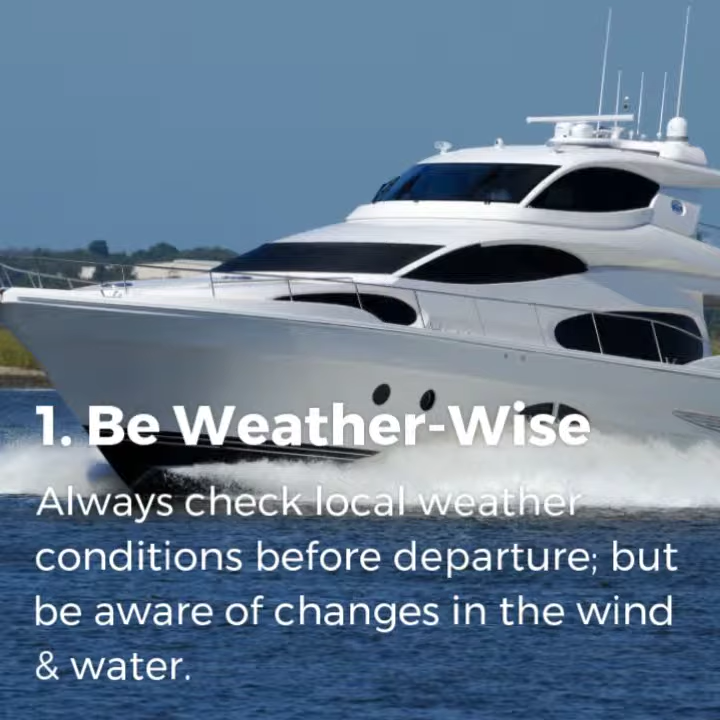 1. Be Weather-Wise
Always check local weather
conditions before departure; but
be aware of changes in the wind
& water.